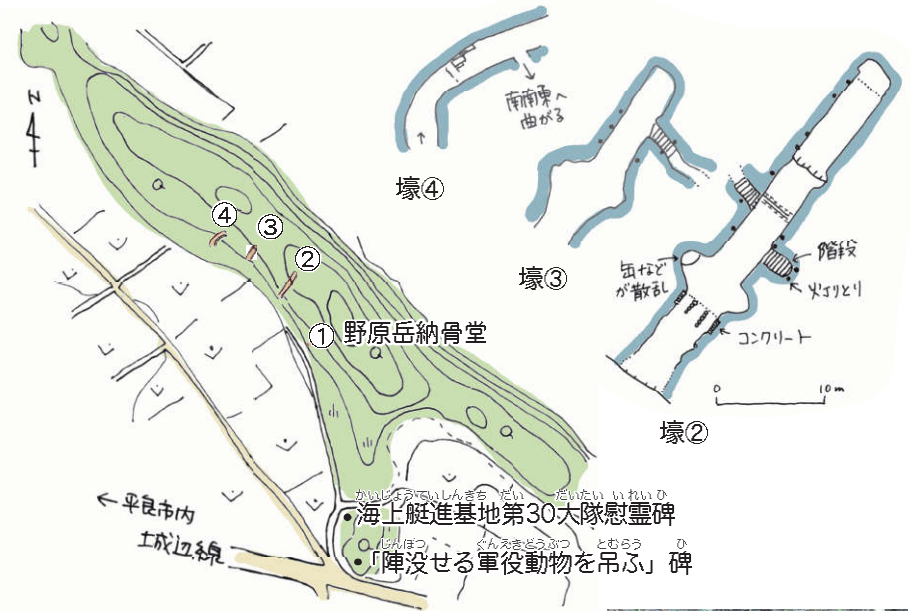 N
南南東へ
曲がる
壕④
④
③
②
① 野原岳納骨堂
壕③
缶など
が散乱
階段
灯りとり
コンクリート
0 10m
壕②
← 平良市内
城辺線
かいじょうていしんきち だい だいたい いれいひ
・海上艇進基地第30大隊慰霊碑
じんぼつ ぐんえきどうぶつ とむらう ひ
・「陣没せる軍役動物を吊ふ」碑